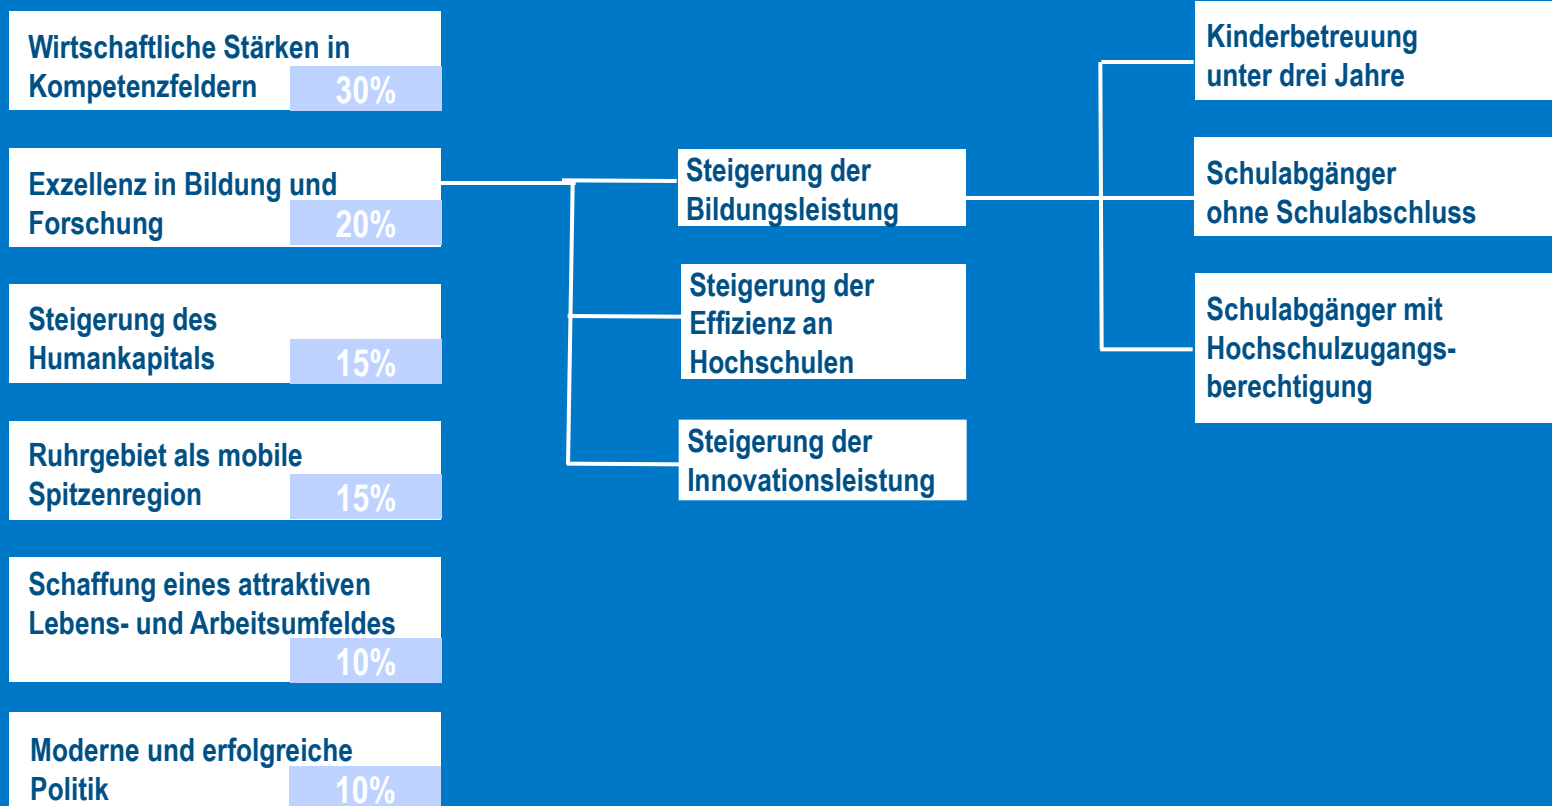 Wirtschaftliche Stärken in
Kompetenzfeldern
30%
Exzellenz in Bildung und
Forschung
20%
Steigerung des
Humankapitals
15%
Ruhrgebiet als mobile
Spitzenregion
15%
Schaffung eines attraktiven
Lebens- und Arbeitsumfeldes
10%
Moderne und erfolgreiche
Politik
10%
Steigerung der
Bildungsleistung
Steigerung der
Effizienz an
Hochschulen
Steigerung der
Innovationsleistung
Kinderbetreuung
unter drei Jahre
Schulabgänger
ohne Schulabschluss
Schulabgänger mit
Hochschulzugangs-
berechtigung